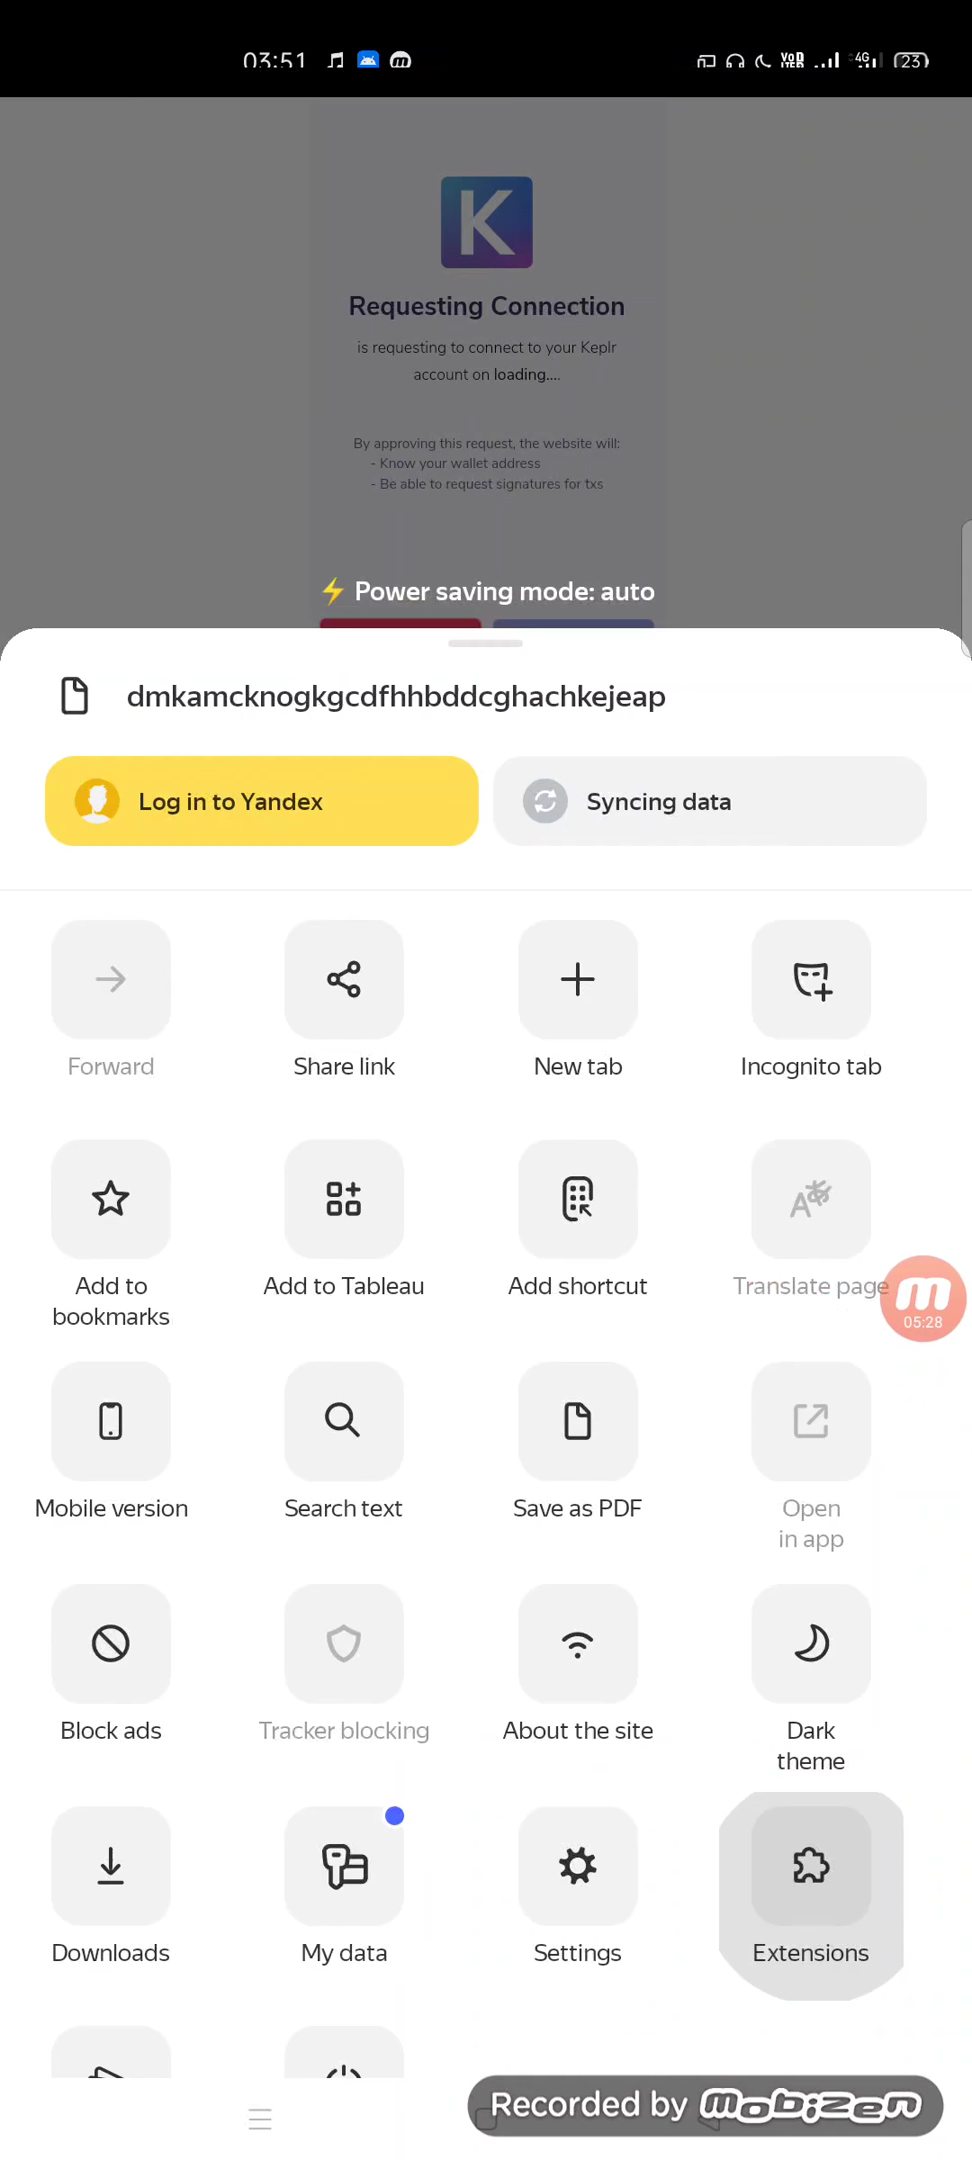 03:51
VoD
LTED
4G
23
K
Requesting Connection
is requesting to connect to your Keplr
account on loading....
By approving this request, the website will:
- Know your wallet address
- Be able to request signatures for txs
⚡ Power saving mode: auto
dmkamcknogkgcdfhhbddcghachkejeap
Log in to Yandex
Syncing data
Forward
Share link
New tab
Incognito tab
Add to
bookmarks
Add to Tableau
Add shortcut
Translate page
05:28
Mobile version
Search text
Save as PDF
Open
in app
Block ads
Tracker blocking
About the site
Dark
theme
Downloads
My data
Settings
Extensions
Recorded by mobizen